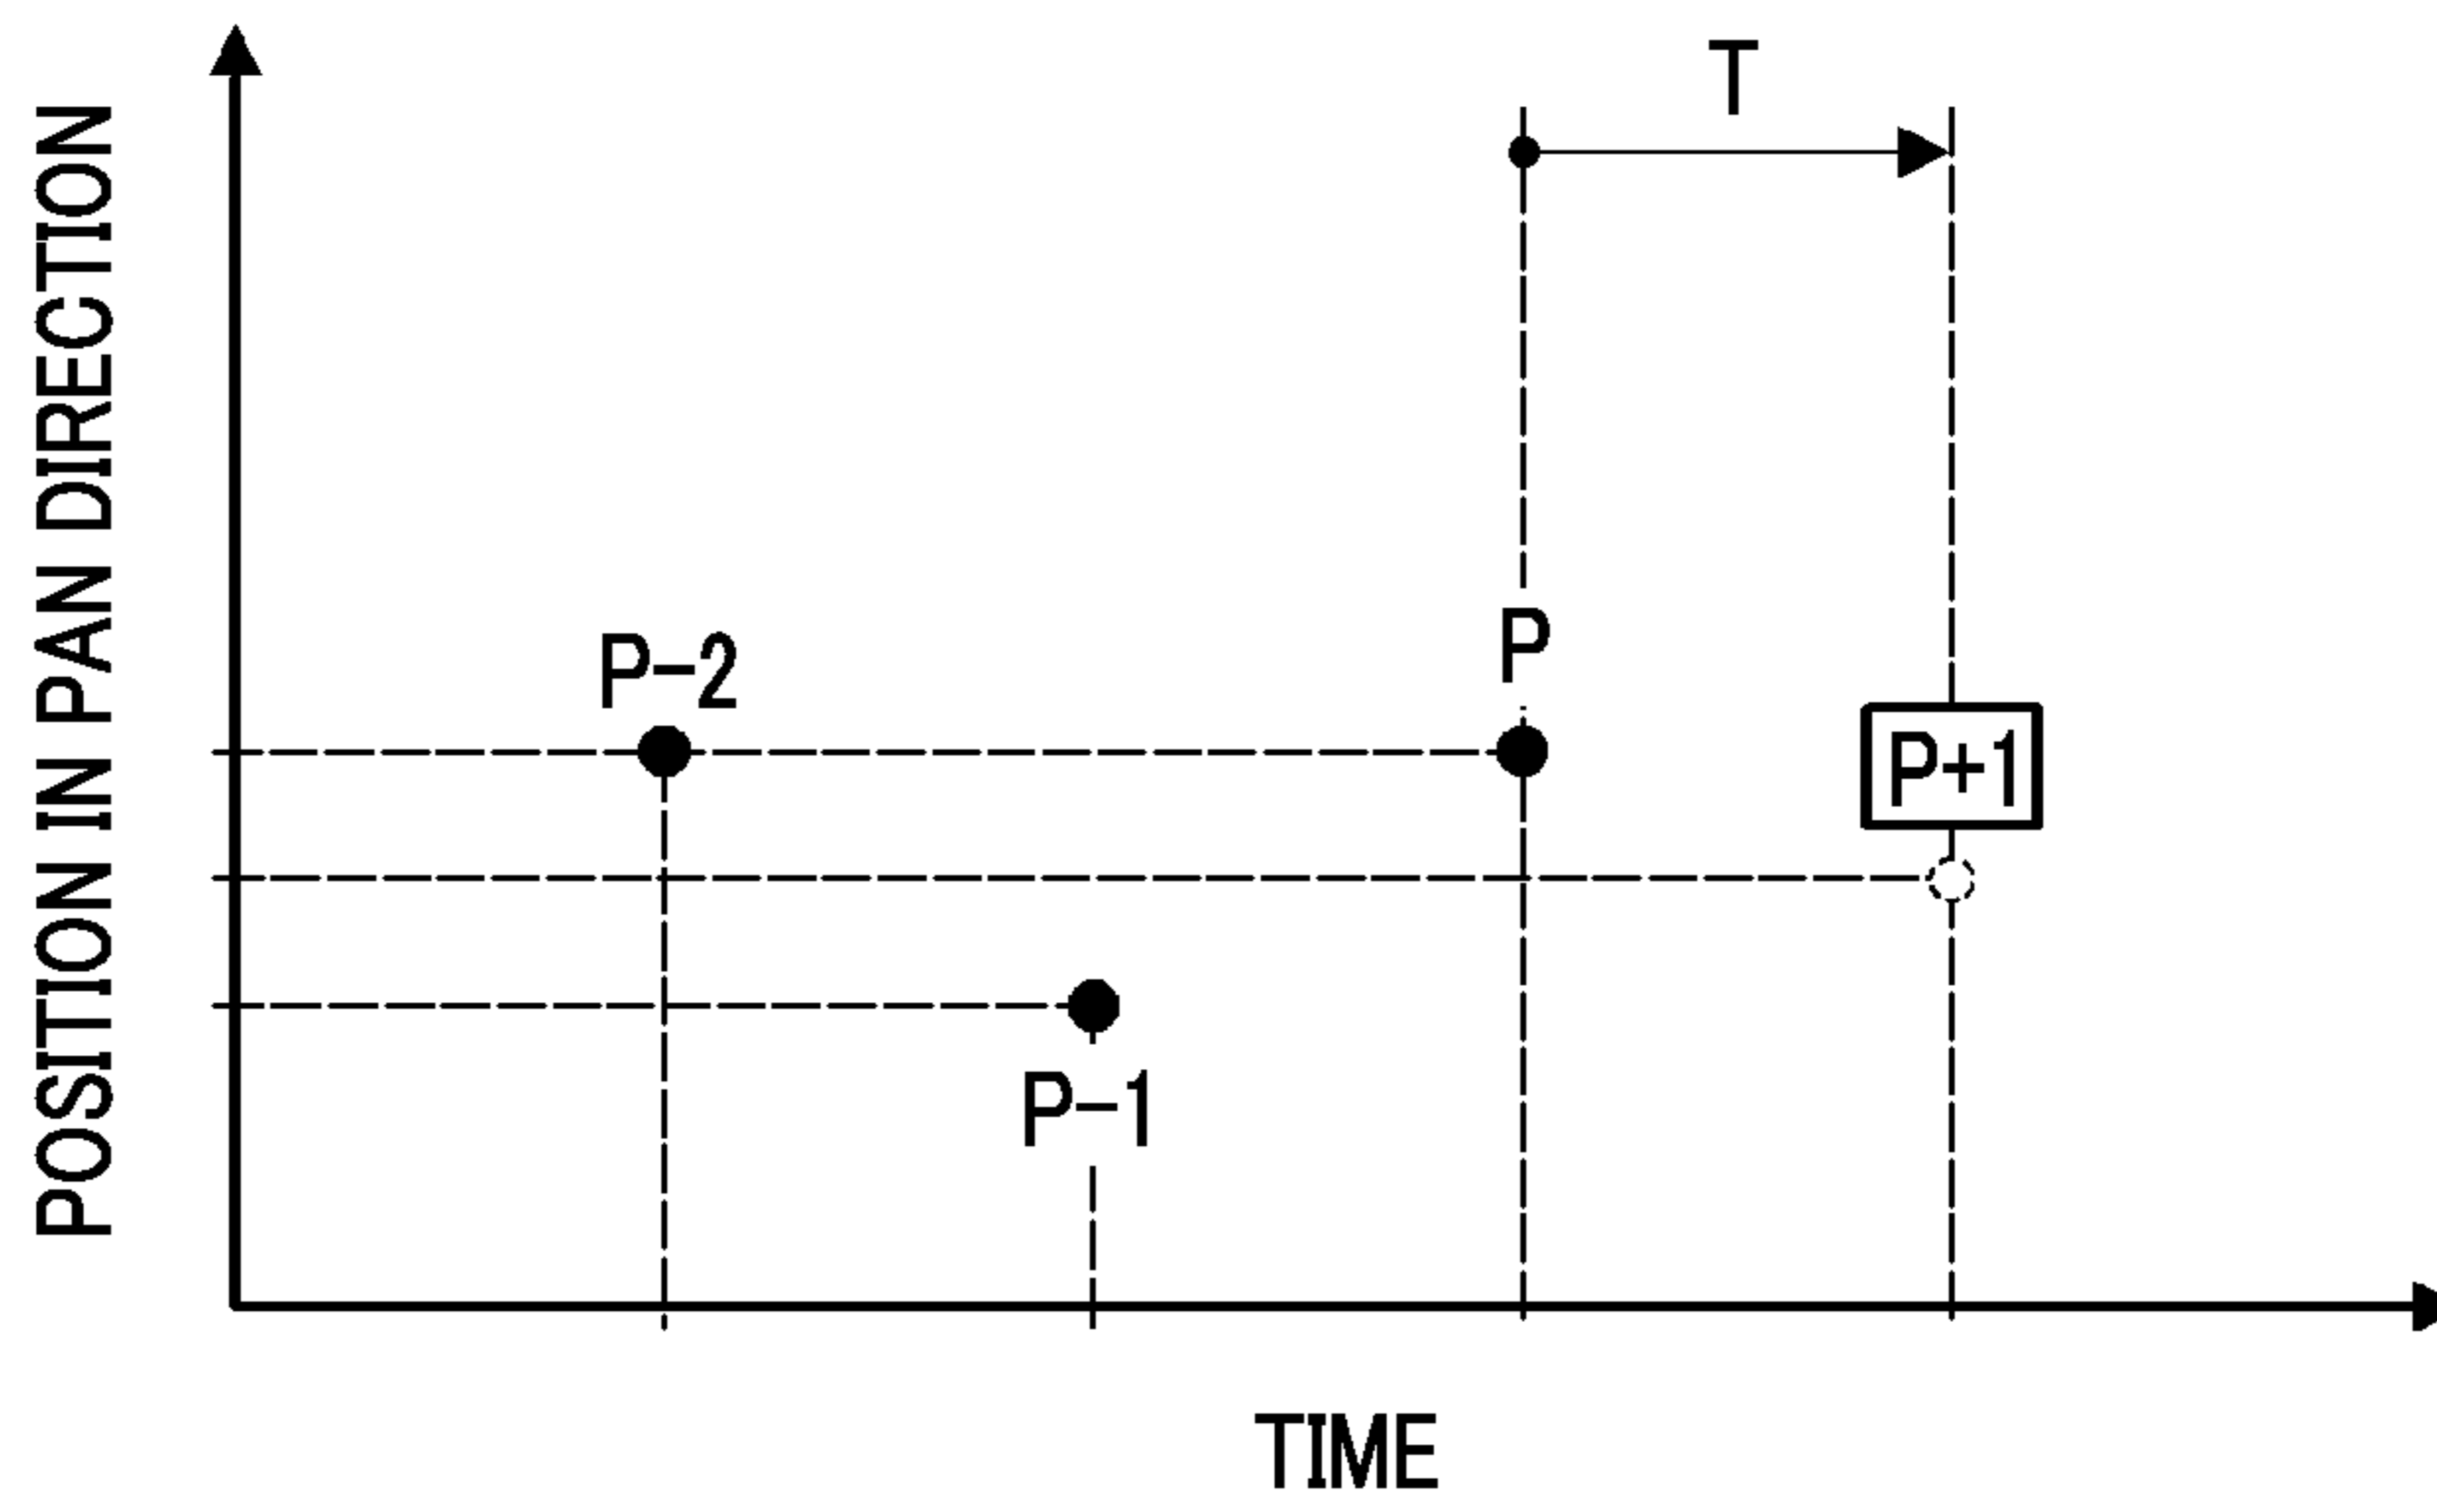 POSITION IN PAN DIRECTION
T
P-2
P
P+1
P-1
TIME